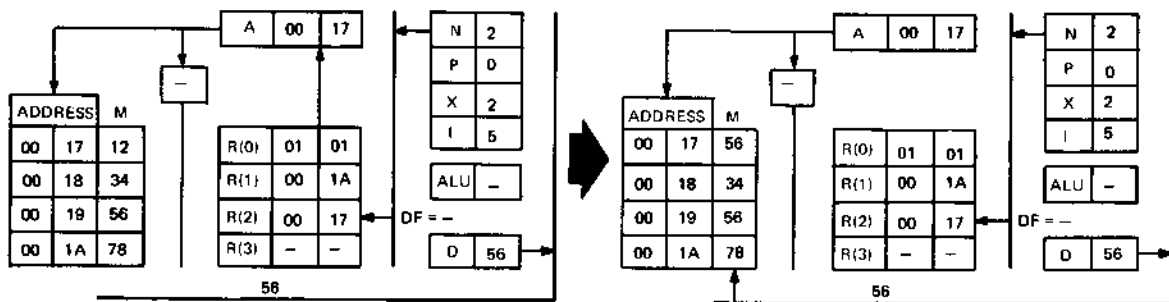 A 00 17
N 2
P 0
X 2
I 5
–
ADDRESS M
00 17 12
00 18 34
00 19 56
00 1A 78
R(0) 01 01
R(1) 00 1A
R(2) 00 17
R(3) – –
ALU –
DF = –
D 56
56
A 00 17
N 2
P 0
X 2
I 5
–
ADDRESS M
00 17 56
00 18 34
00 19 56
00 1A 78
R(0) 01 01
R(1) 00 1A
R(2) 00 17
R(3) – –
ALU –
DF = –
D 56
56